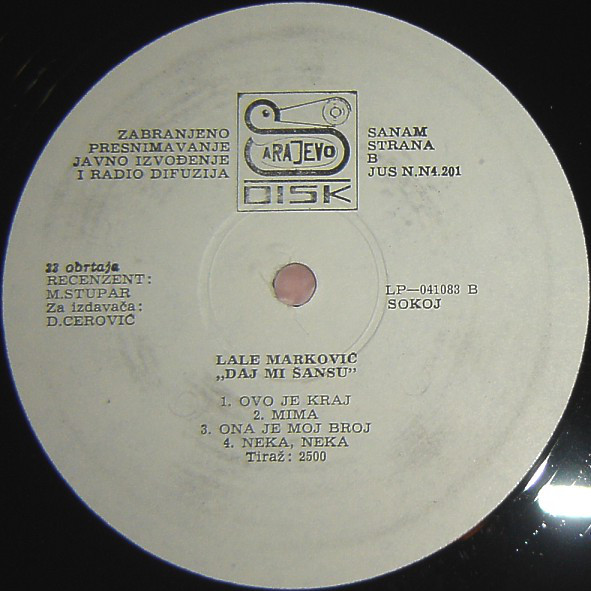 ZABRANJENO
PRESNIMAVANJE
JAVNO IZVOĐENJE
I RADIO DIFUZIJA
SARAJEVO
DISK
SANAM
STRANA
B
JUS N,N4.201
33 obrtaja
RECENZENT:
M.STUPAR
Za izdavača:
D.CEROVIĆ
LP—041083 B
SOKOJ
LALE MARKOVIĆ
„DAJ MI ŠANSU”
1. OVO JE KRAJ
2. MIMA
3. ONA JE MOJ BROJ
4. NEKA, NEKA
Tiraž: 2500